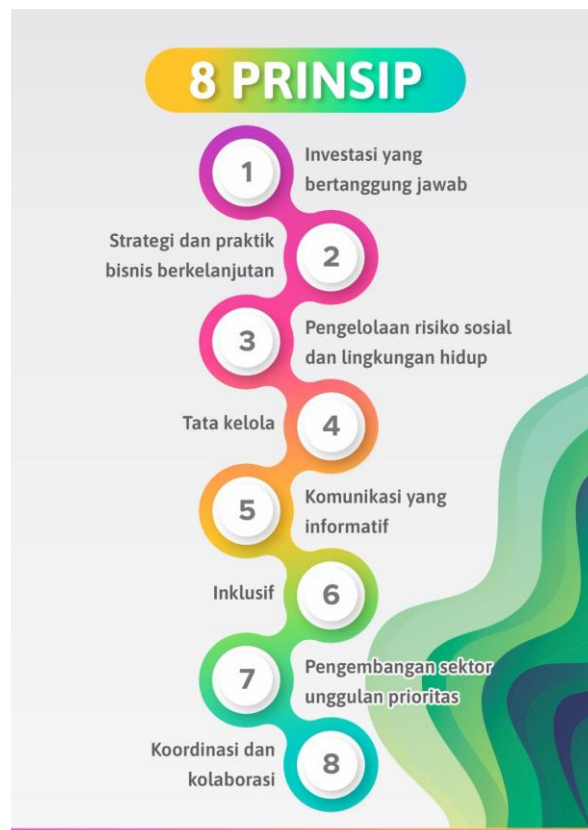 8 PRINSIP
1
Investasi yang
bertanggung jawab
Strategi dan praktik
bisnis berkelanjutan
2
3
Pengelolaan risiko sosial
dan lingkungan hidup
Tata kelola
4
5
Komunikasi yang
informatif
Inklusif
6
7
Pengembangan sektor
unggulan prioritas
Koordinasi dan
kolaborasi
8